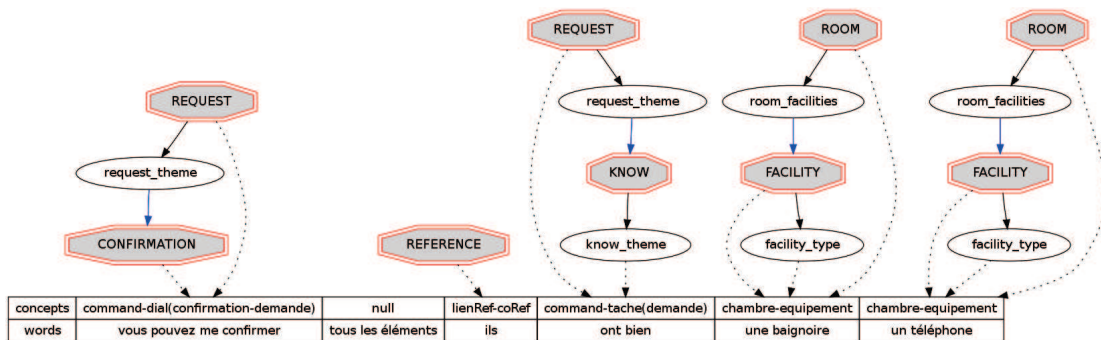 REQUEST ROOM ROOM
REQUEST request_theme room_facilities room_facilities
request_theme KNOW FACILITY FACILITY
CONFIRMATION REFERENCE know_theme facility_type facility_type
concepts command-dial(confirmation-demande) null lienRef-coRef command-tache(demande) chambre-equipement chambre-equipement
words vous pouvez me confirmer tous les éléments ils ont bien une baignoire un téléphone